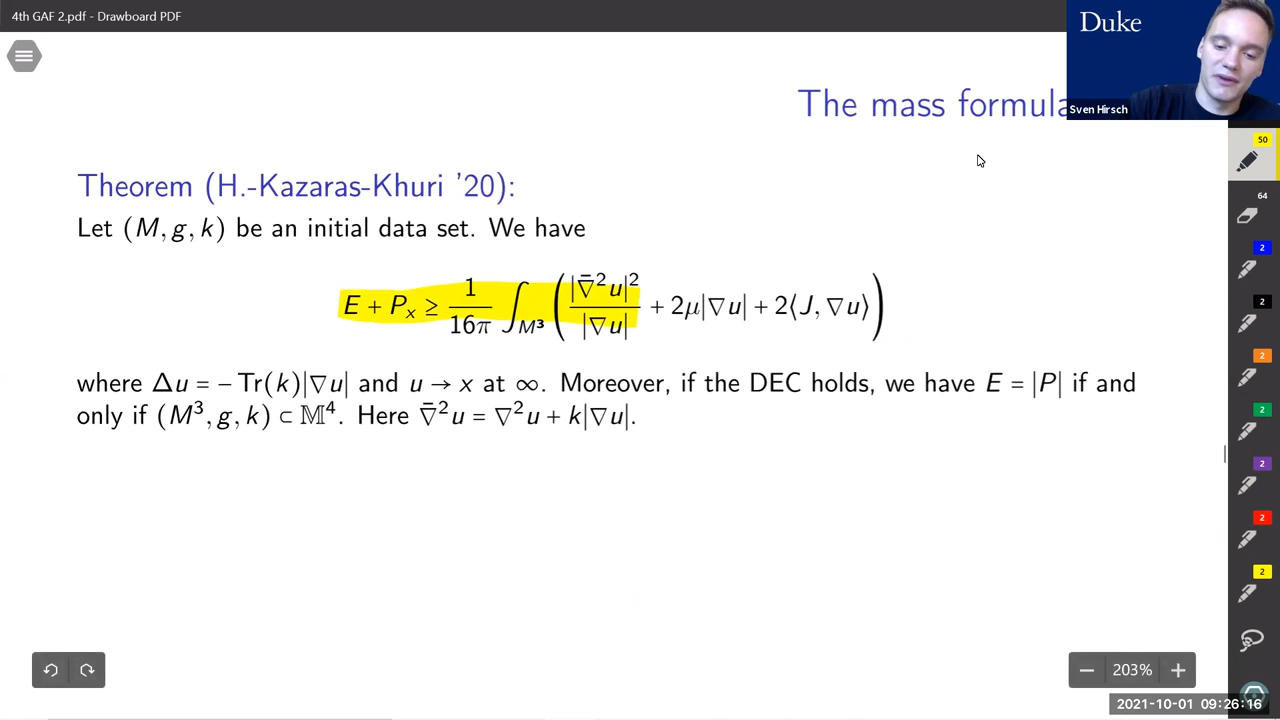 4th GAF 2.pdf - Drawboard PDF
Duke
Sven Hirsch
The mass formula
50
64
2
2
2
2
2
2
2
Theorem (H.-Kazaras-Khuri '20):
Let (M, g, k) be an initial data set. We have
E + Pₓ ≥ 1/16π ∫_M³ ( |∇̄²u|²/|∇u| + 2μ|∇u| + 2⟨J, ∇u⟩ )
where Δu = − Tr(k)|∇u| and u → x at ∞. Moreover, if the DEC holds, we have E = |P| if and
only if (M³, g, k) ⊂ 𝕄⁴. Here ∇̄²u = ∇²u + k|∇u|.
203%
2021-10-01 09:26:16